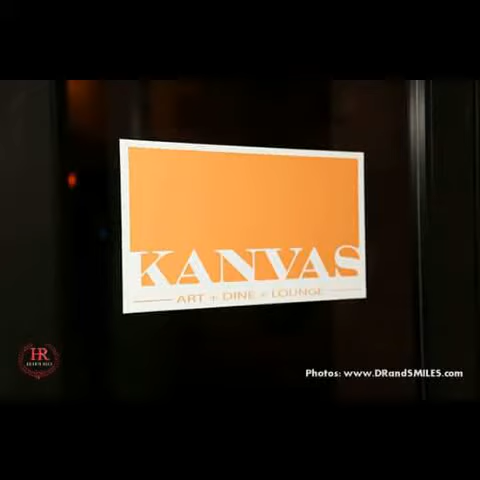 KANVAS
ART + DINE + LOUNGE
HR
Photos: www.DRandSMILES.com